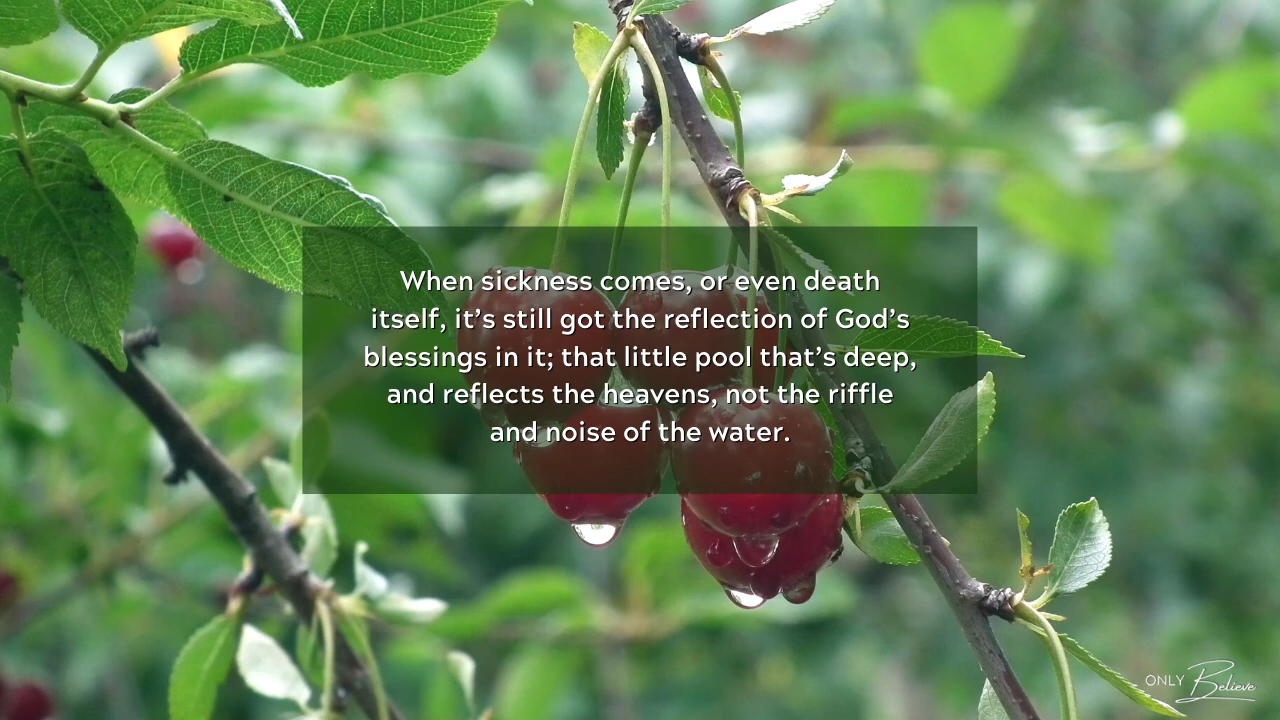 When sickness comes, or even death
itself, it’s still got the reflection of God’s
blessings in it; that little pool that’s deep,
and reflects the heavens, not the riffle
and noise of the water.
ONLY Believe